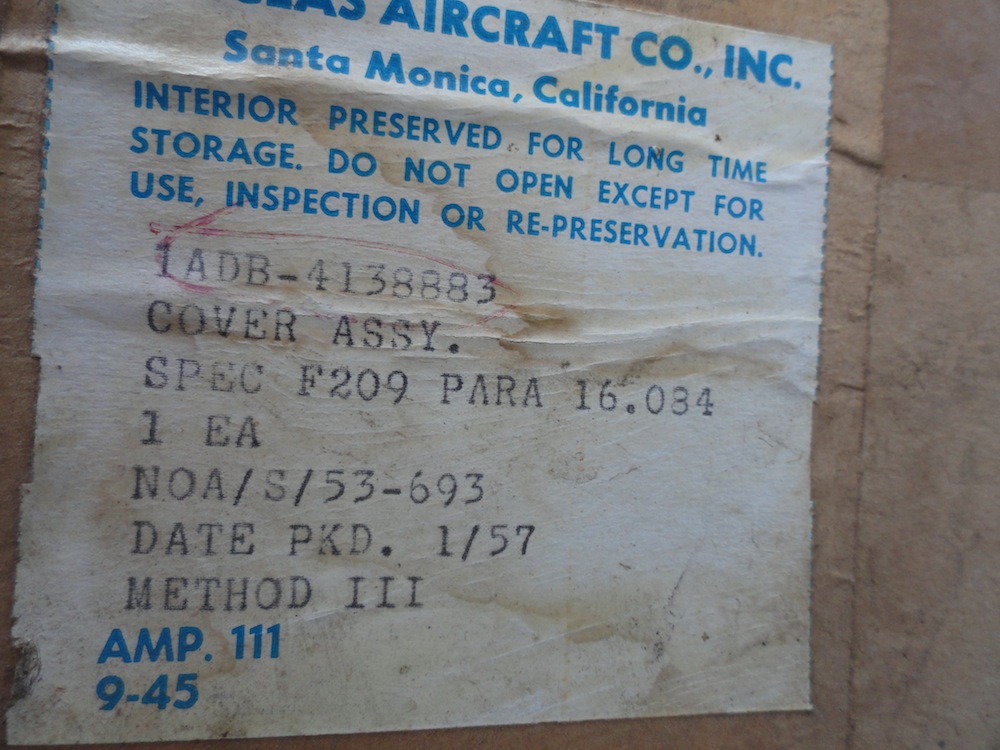 GLAS AIRCRAFT CO., INC.
Santa Monica, California
INTERIOR PRESERVED FOR LONG TIME
STORAGE. DO NOT OPEN EXCEPT FOR
USE, INSPECTION OR RE-PRESERVATION.
1ADB-4138883
COVER ASSY.
SPEC F209 PARA 16.084
1 EA
NOA/S/53-693
DATE PKD. 1/57
METHOD III
AMP. 111
9-45